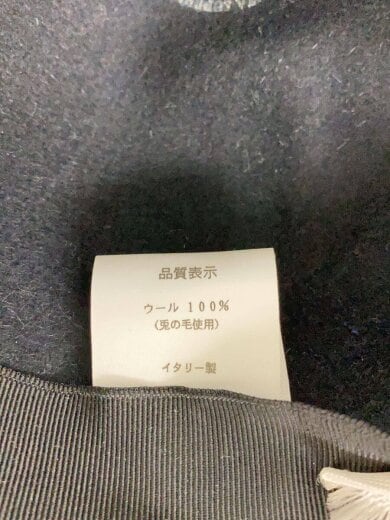 品質表示
ウール 100%
(兎の毛使用)
イタリー製